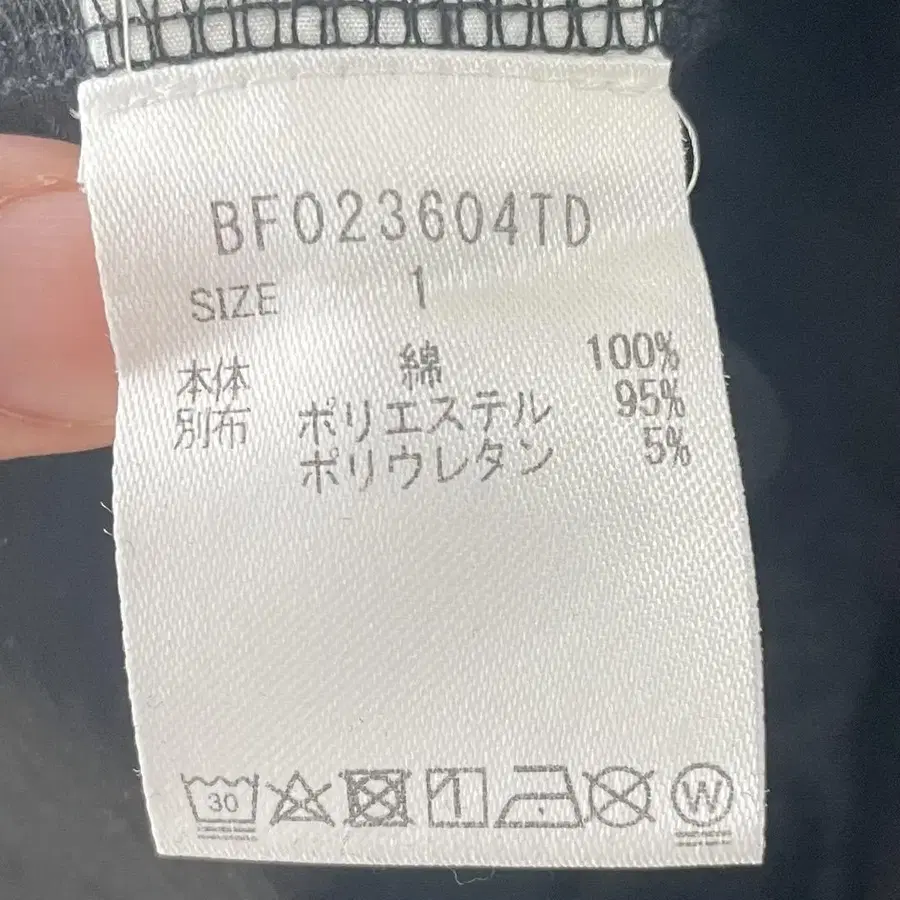 BF023604TD
SIZE 1
本体 綿 100%
別布 ポリエステル 95%
ポリウレタン 5%
30 W